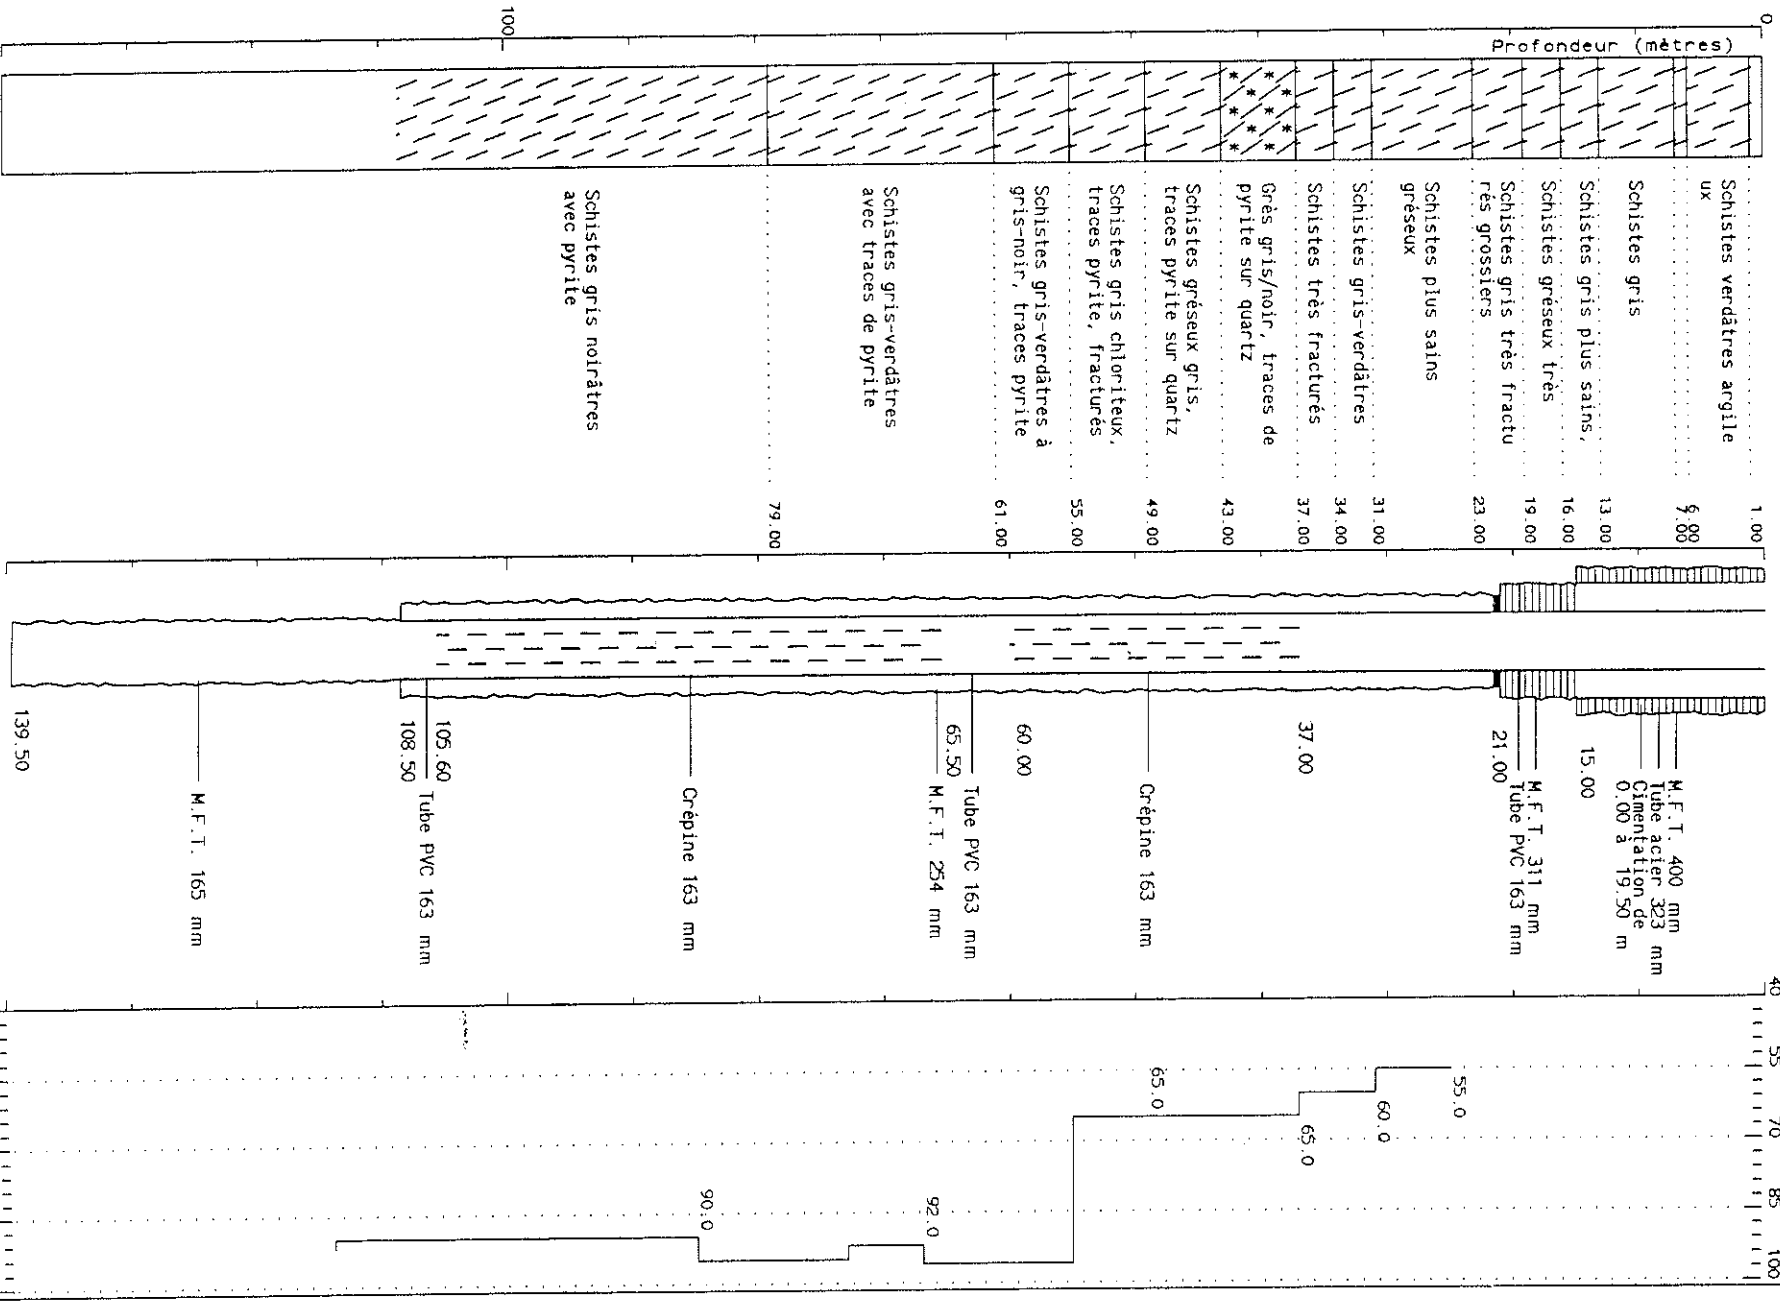 Profondeur (mètres)
0
100
1.00
Schistes verdâtres argile
ux
6.00
7.00
Schistes gris
13.00
Schistes gris plus sains,
16.00
Schistes gréseux très
19.00
Schistes gris très fractu
rés grossiers
23.00
Schistes plus sains
gréseux
31.00
Schistes gris-verdâtres
34.00
Schistes très fracturés
37.00
Grès gris/noir, traces de
pyrite sur quartz
43.00
Schistes gréseux gris,
traces pyrite sur quartz
49.00
Schistes gris chloriteux,
traces pyrite, fracturés
55.00
Schistes gris-verdâtres à
gris-noir, traces pyrite
61.00
Schistes gris-verdâtres
avec traces de pyrite
79.00
Schistes gris noirâtres
avec pyrite
M.F.T. 400 mm
Tube acier 323 mm
Cimentation de
0.00 à 19.50 m
15.00
M.F.T. 311 mm
Tube PVC 163 mm
21.00
37.00
Crépine 163 mm
60.00
Tube PVC 163 mm
65.50
M.F.T. 254 mm
Crépine 163 mm
105.60
Tube PVC 163 mm
108.50
M.F.T. 165 mm
139.50
40
55
70
85
100
55.0
60.0
65.0
65.0
92.0
90.0